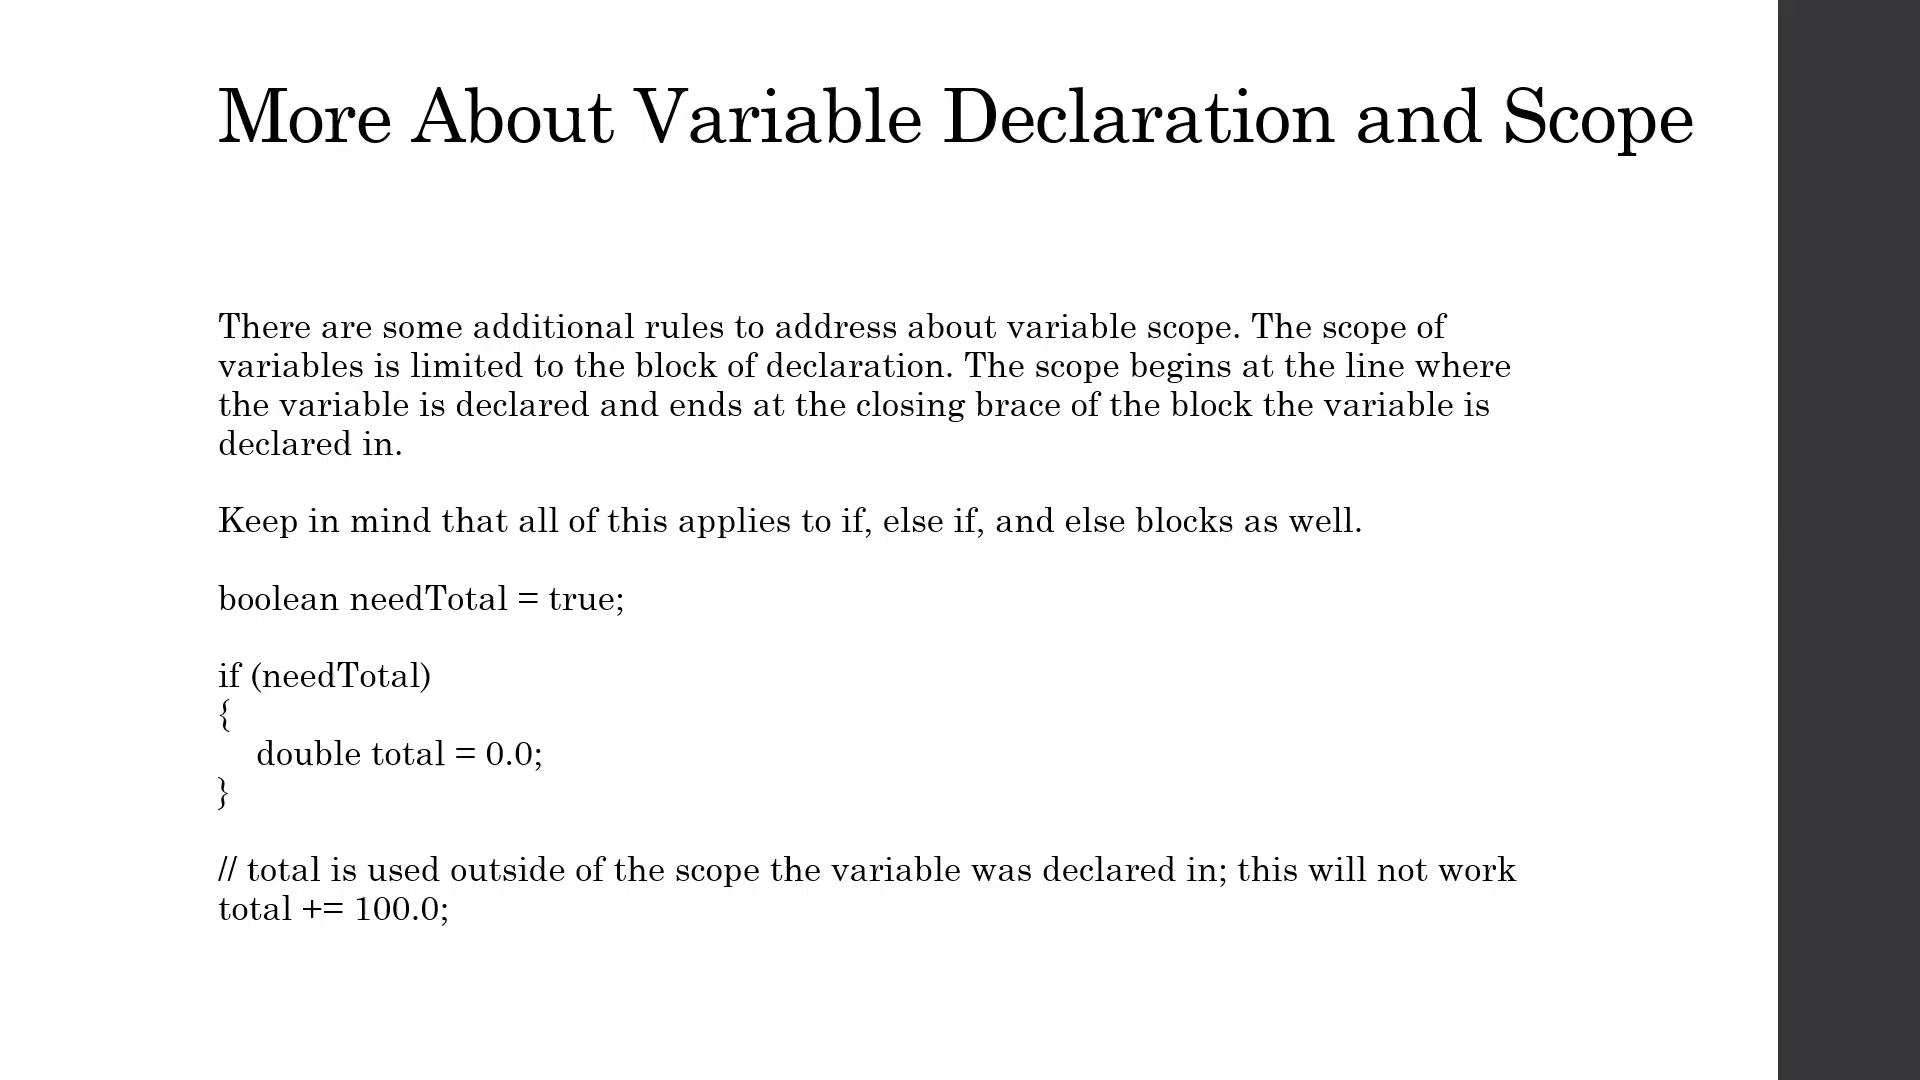 More About Variable Declaration and Scope
There are some additional rules to address about variable scope. The scope of
variables is limited to the block of declaration. The scope begins at the line where
the variable is declared and ends at the closing brace of the block the variable is
declared in.
Keep in mind that all of this applies to if, else if, and else blocks as well.
boolean needTotal = true;
if (needTotal)
{
double total = 0.0;
}
// total is used outside of the scope the variable was declared in; this will not work
total += 100.0;